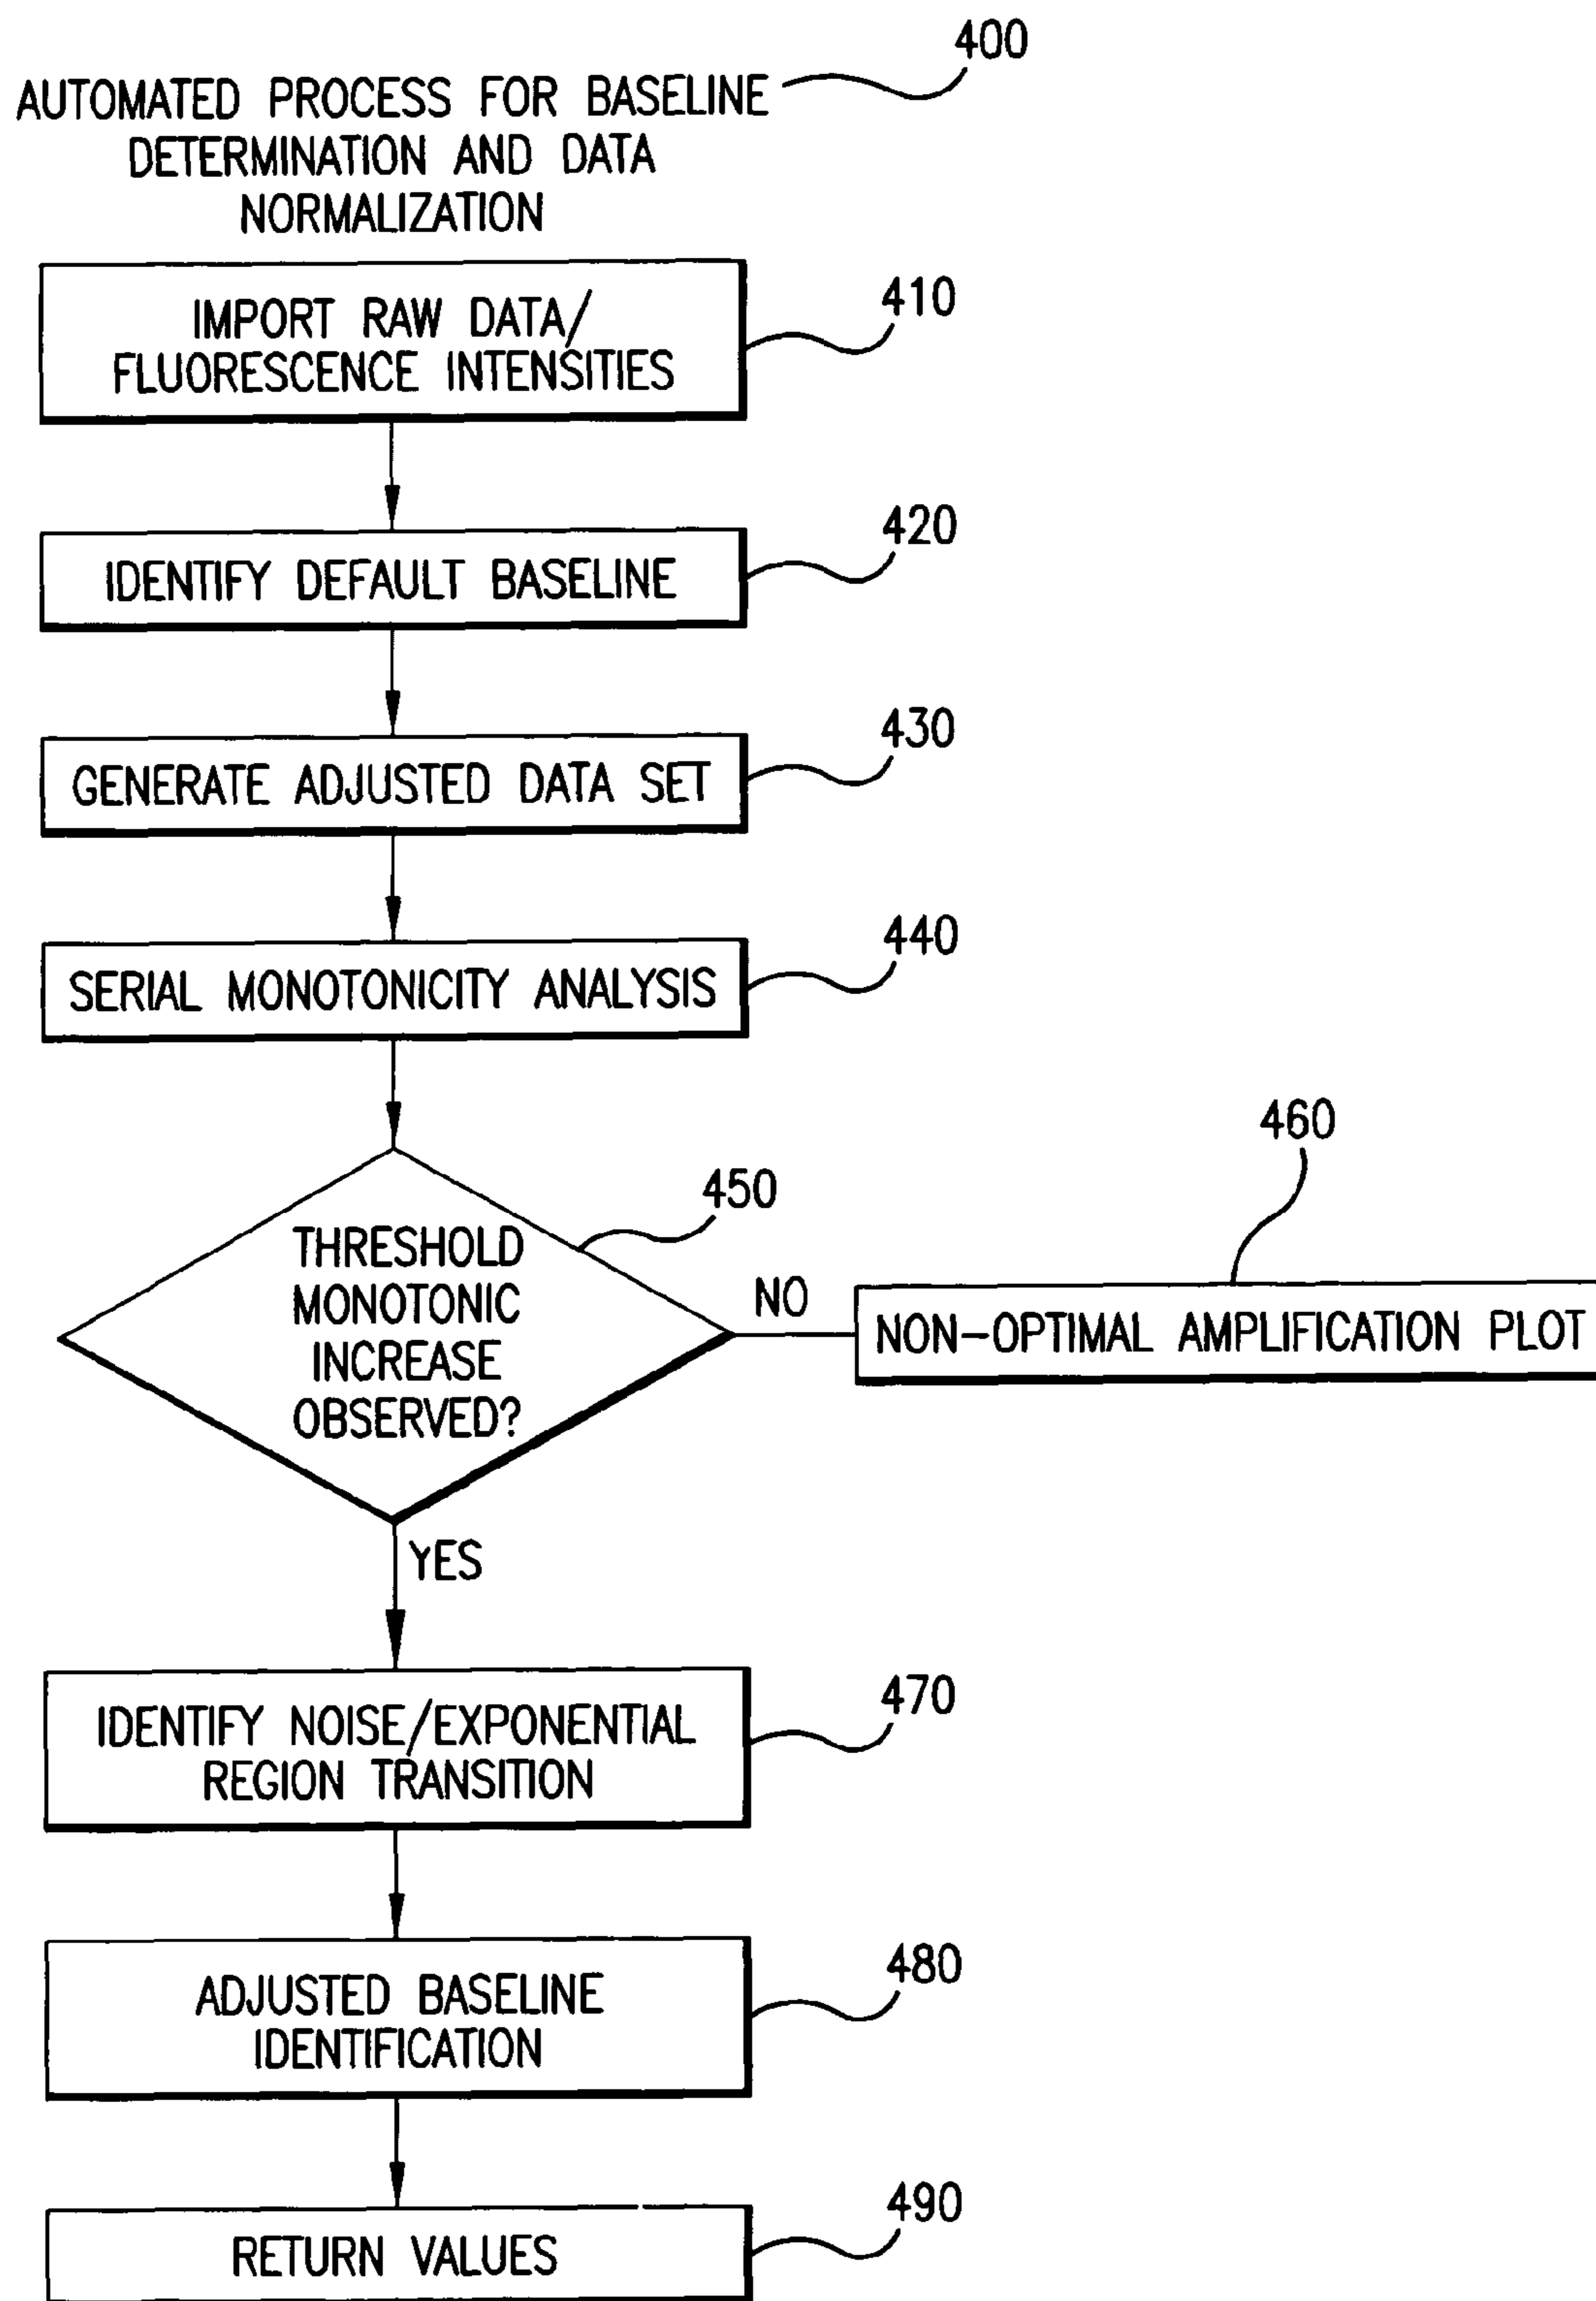 400
AUTOMATED PROCESS FOR BASELINE
DETERMINATION AND DATA
NORMALIZATION
IMPORT RAW DATA/
FLUORESCENCE INTENSITIES
410
IDENTIFY DEFAULT BASELINE
420
GENERATE ADJUSTED DATA SET
430
SERIAL MONOTONICITY ANALYSIS
440
THRESHOLD
MONOTONIC
INCREASE
OBSERVED?
450
NO
460
NON-OPTIMAL AMPLIFICATION PLOT
YES
IDENTIFY NOISE/EXPONENTIAL
REGION TRANSITION
470
ADJUSTED BASELINE
IDENTIFICATION
480
RETURN VALUES
490